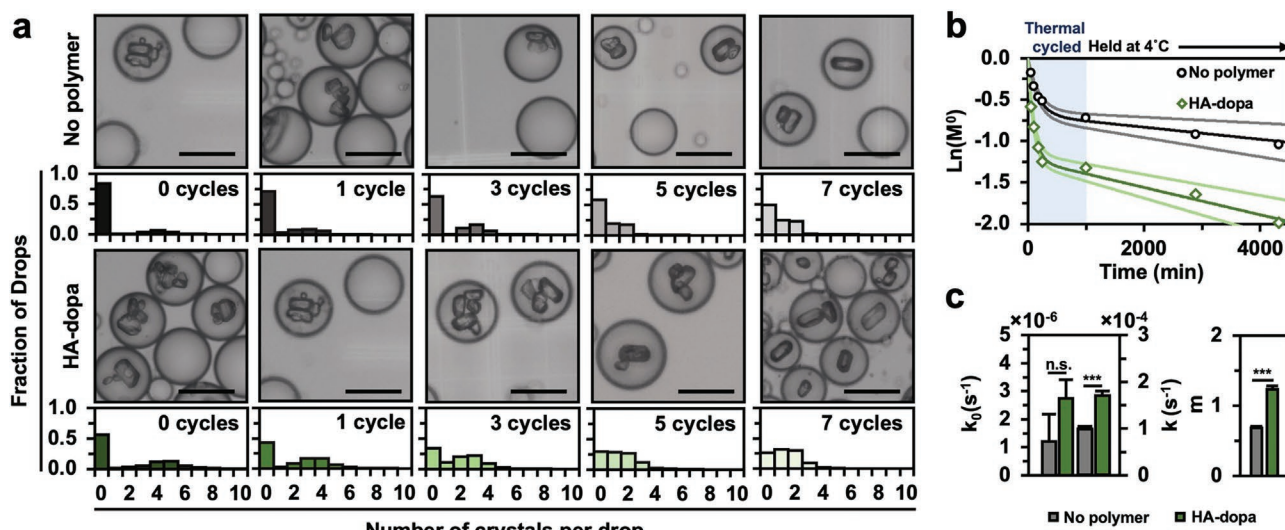 a
No polymer
0 cycles
1 cycle
3 cycles
5 cycles
7 cycles
1.0
0.5
0.0
Fraction of Drops
HA-dopa
0 cycles
1 cycle
3 cycles
5 cycles
7 cycles
1.0
0.5
0.0
0 2 4 6 8 10
0 2 4 6 8 10
0 2 4 6 8 10
0 2 4 6 8 10
0 2 4 6 8 10
Number of crystals per drop
b
Thermal
cycled
Held at 4°C
No polymer
HA-dopa
Ln(M⁰)
0.0
-0.5
-1.0
-1.5
-2.0
0 2000 4000
Time (min)
c
×10⁻⁶
×10⁻⁴
k₀(s⁻¹)
5
4
3
2
1
0
n.s.
***
3
2
1
0
k (s⁻¹)
m
2
1
0
***
No polymer
HA-dopa